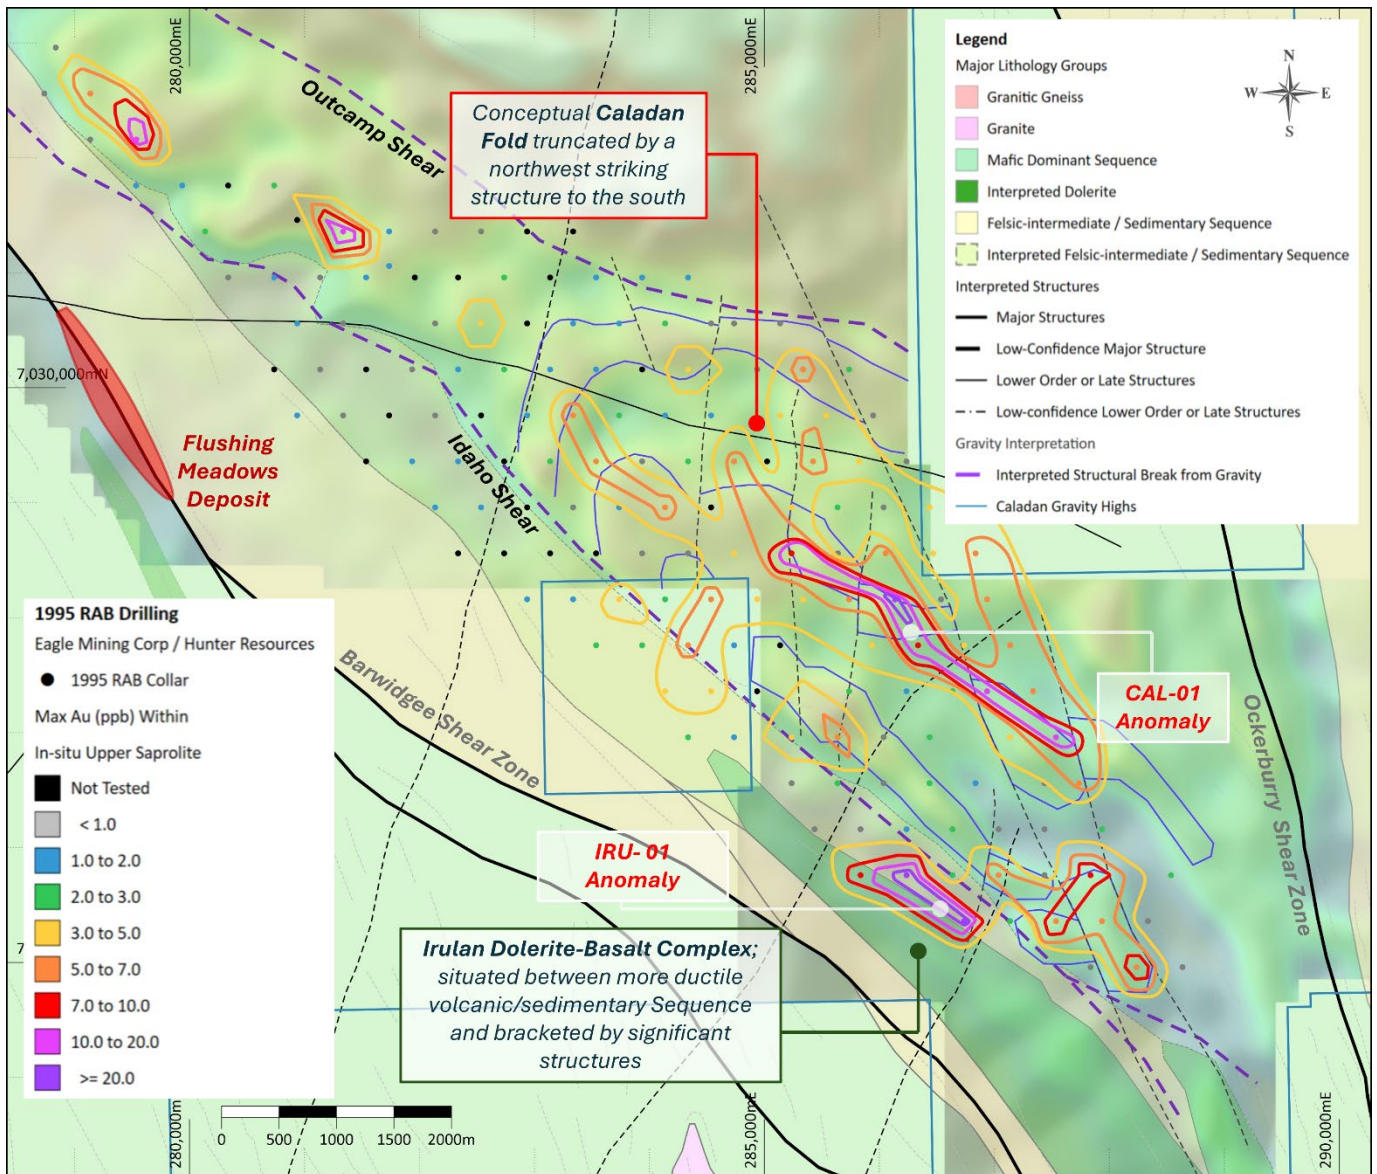 280,000mE
285,000mE
Outcamp Shear
Conceptual Caladan
Fold truncated by a
northwest striking
structure to the south
Legend
Major Lithology Groups
Granitic Gneiss
Granite
Mafic Dominant Sequence
Interpreted Dolerite
Felsic-intermediate / Sedimentary Sequence
Interpreted Felsic-intermediate / Sedimentary Sequence
Interpreted Structures
Major Structures
Low-Confidence Major Structure
Lower Order or Late Structures
Low-confidence Lower Order or Late Structures
Gravity Interpretation
Interpreted Structural Break from Gravity
Caladan Gravity Highs
N
W
E
S
7,030,000mN
Flushing
Meadows
Deposit
Idaho Shear
1995 RAB Drilling
Eagle Mining Corp / Hunter Resources
1995 RAB Collar
Max Au (ppb) Within
In-situ Upper Saprolite
Not Tested
< 1.0
1.0 to 2.0
2.0 to 3.0
3.0 to 5.0
5.0 to 7.0
7.0 to 10.0
10.0 to 20.0
>= 20.0
Barwidgee Shear Zone
CAL-01
Anomaly
Ockerburry Shear Zone
IRU- 01
Anomaly
7
Irulan Dolerite-Basalt Complex;
situated between more ductile
volcanic/sedimentary Sequence
and bracketed by significant
structures
280,000m
285,000mE
290,000mE
0 500 1000 1500 2000m